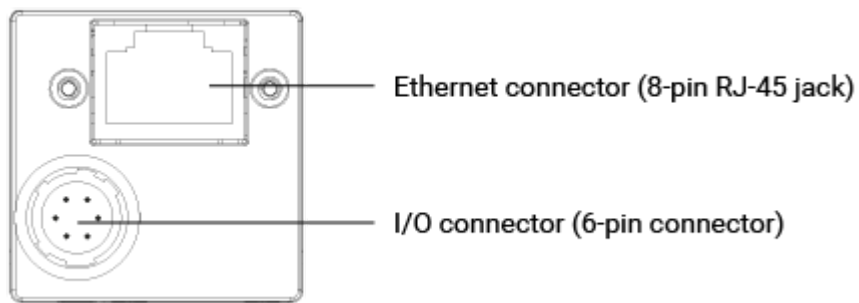 Ethernet connector (8-pin RJ-45 jack)
I/O connector (6-pin connector)